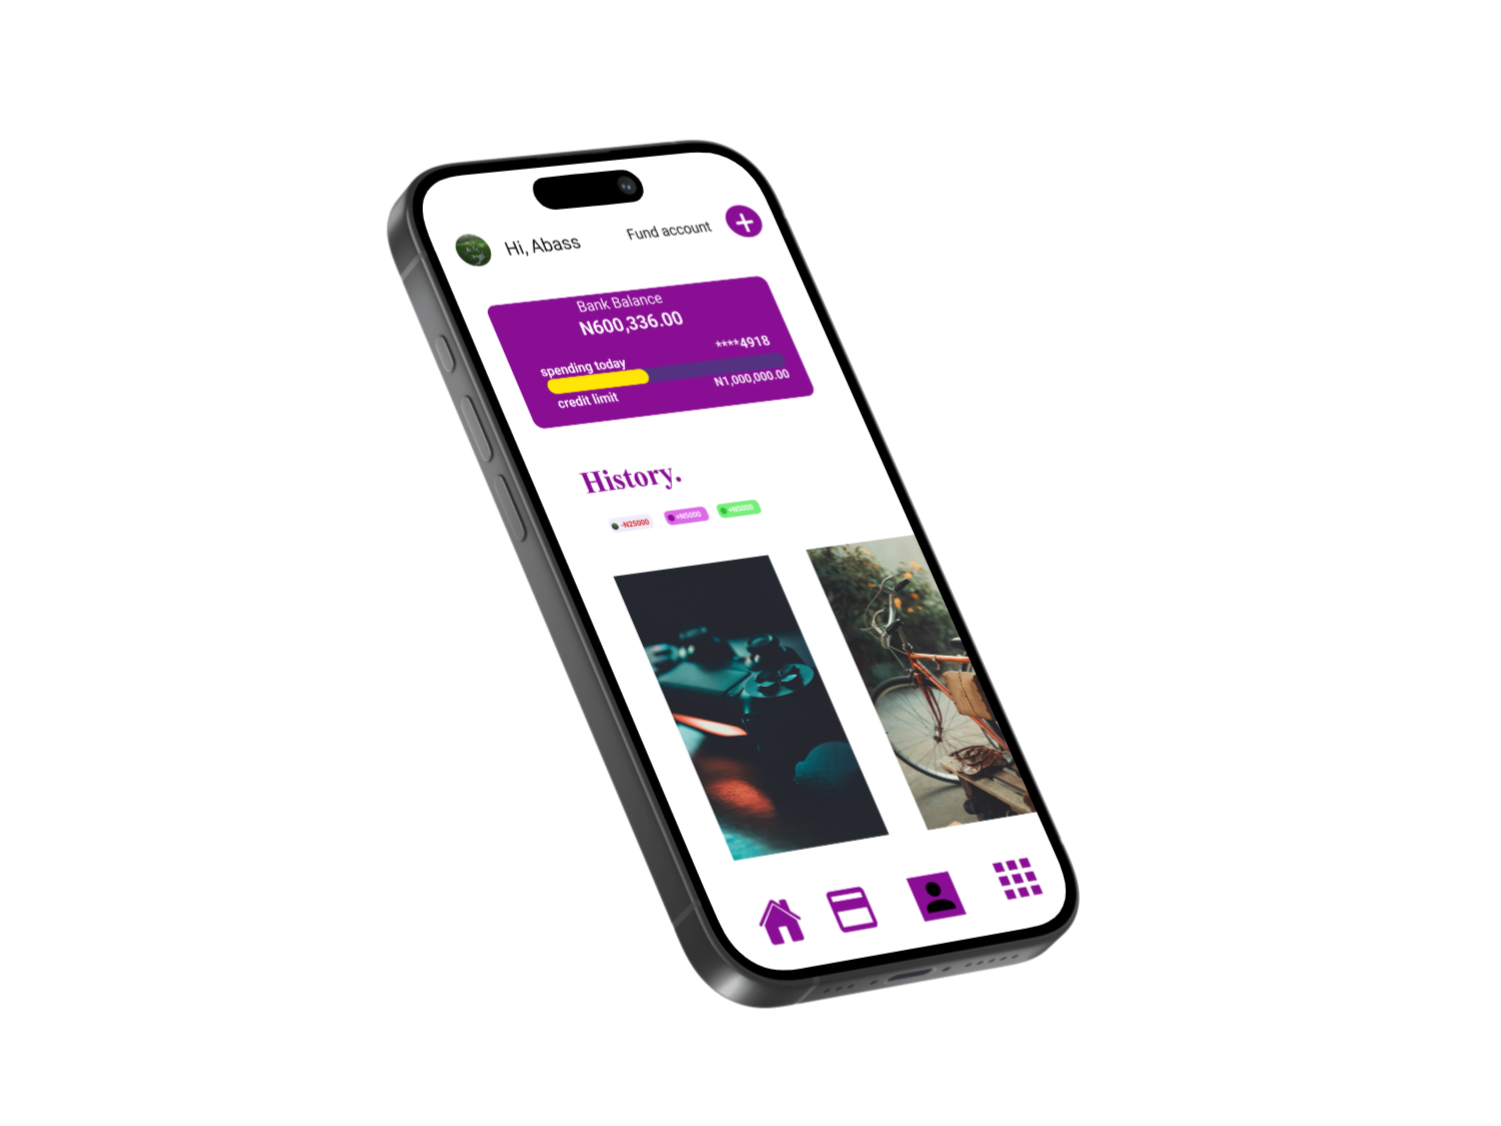 Hi, Abass
Fund account
Bank Balance
N600,336.00
****4918
spending today
N1,000,000.00
credit limit
History.
-N25000
+N5000
+N5000